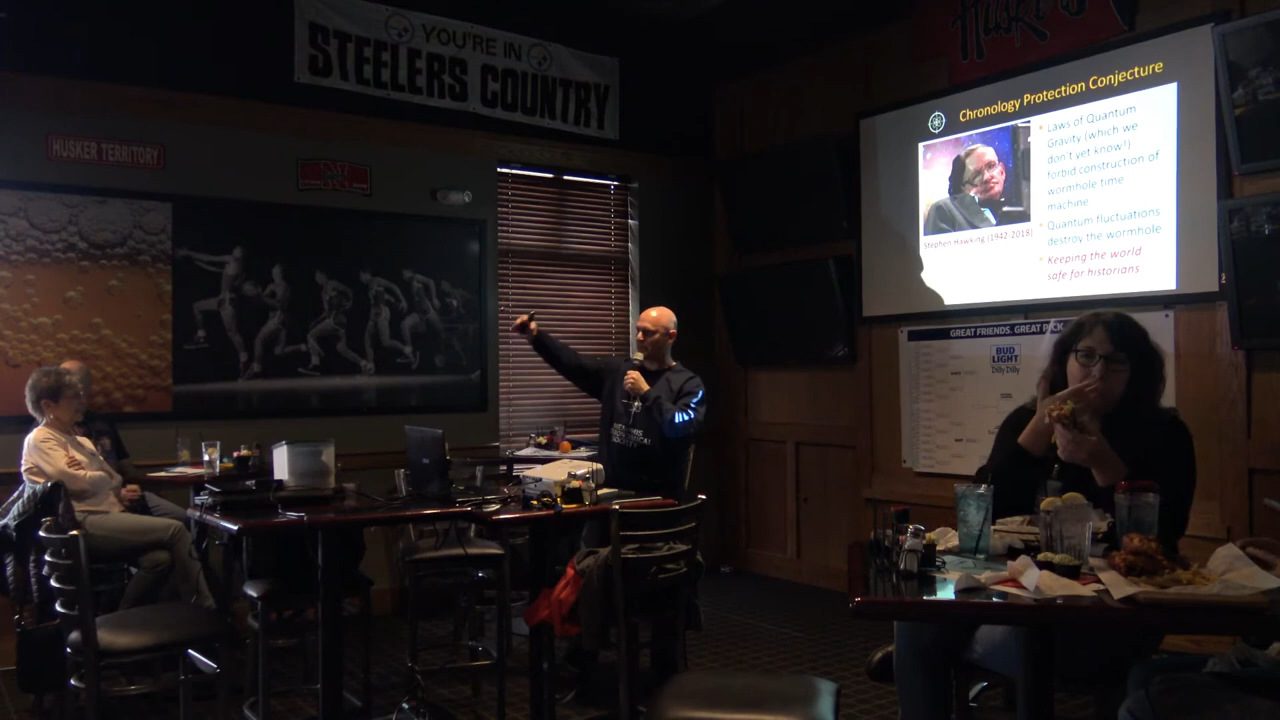 YOU'RE IN
STEELERS COUNTRY
HUSKER TERRITORY
Huskers
Chronology Protection Conjecture
Laws of Quantum
Gravity (which we
don't yet know!)
forbid construction of
wormhole time
machine
Quantum fluctuations
destroy the wormhole
Keeping the world
safe for historians
Stephen Hawking (1942-2018)
GREAT FRIENDS. GREAT PICK
BUD
LIGHT
Dilly Dilly